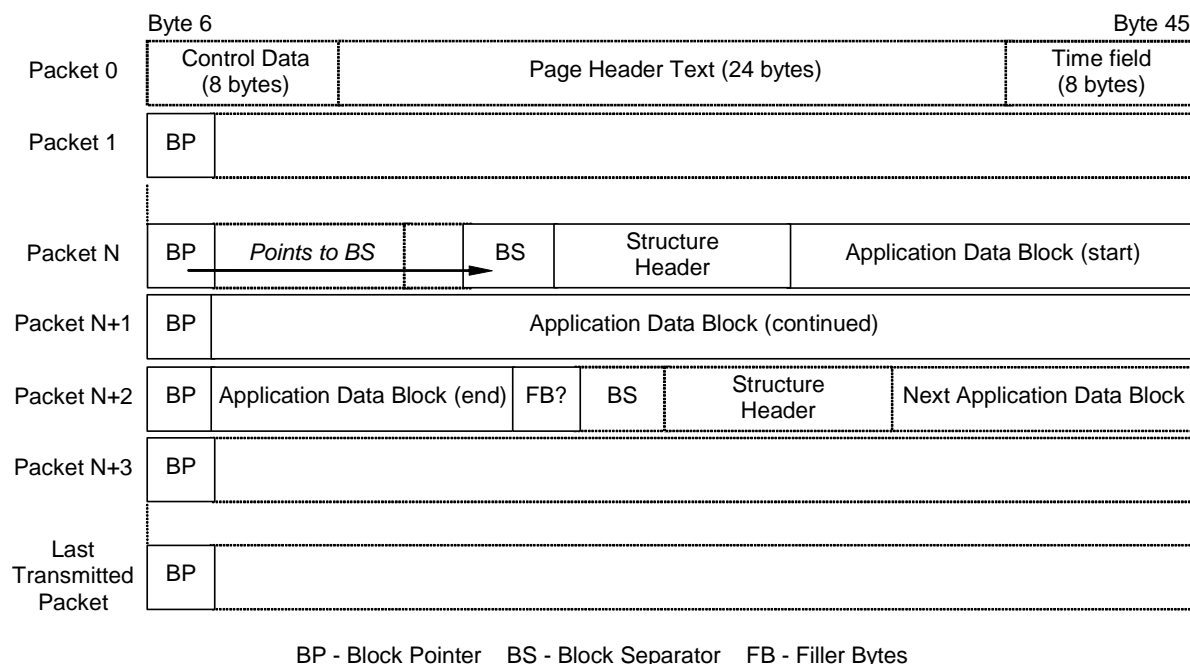 Byte 6 Byte 45
Packet 0
Control Data
(8 bytes)
Page Header Text (24 bytes)
Time field
(8 bytes)
Packet 1 BP
Packet N BP Points to BS BS
Structure
Header
Application Data Block (start)
Packet N+1 BP Application Data Block (continued)
Packet N+2 BP Application Data Block (end) FB? BS
Structure
Header
Next Application Data Block
Packet N+3 BP
Last
Transmitted
Packet
BP
BP - Block Pointer BS - Block Separator FB - Filler Bytes